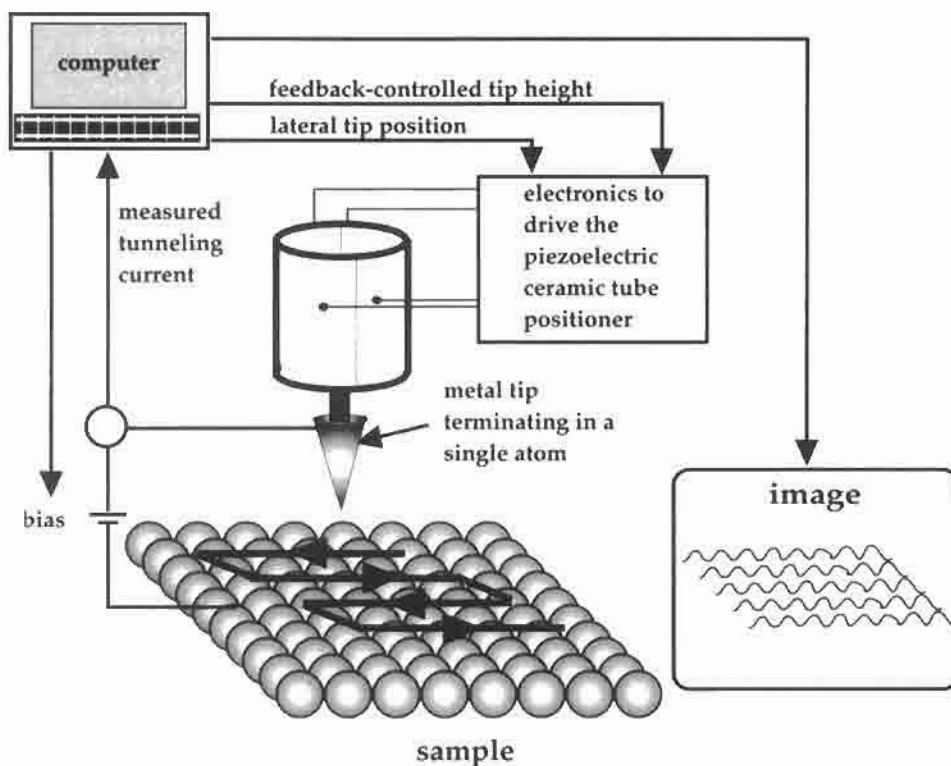 computer
feedback-controlled tip height
lateral tip position
measured
tunneling
current
electronics to
drive the
piezoelectric
ceramic tube
positioner
metal tip
terminating in a
single atom
bias
image
sample